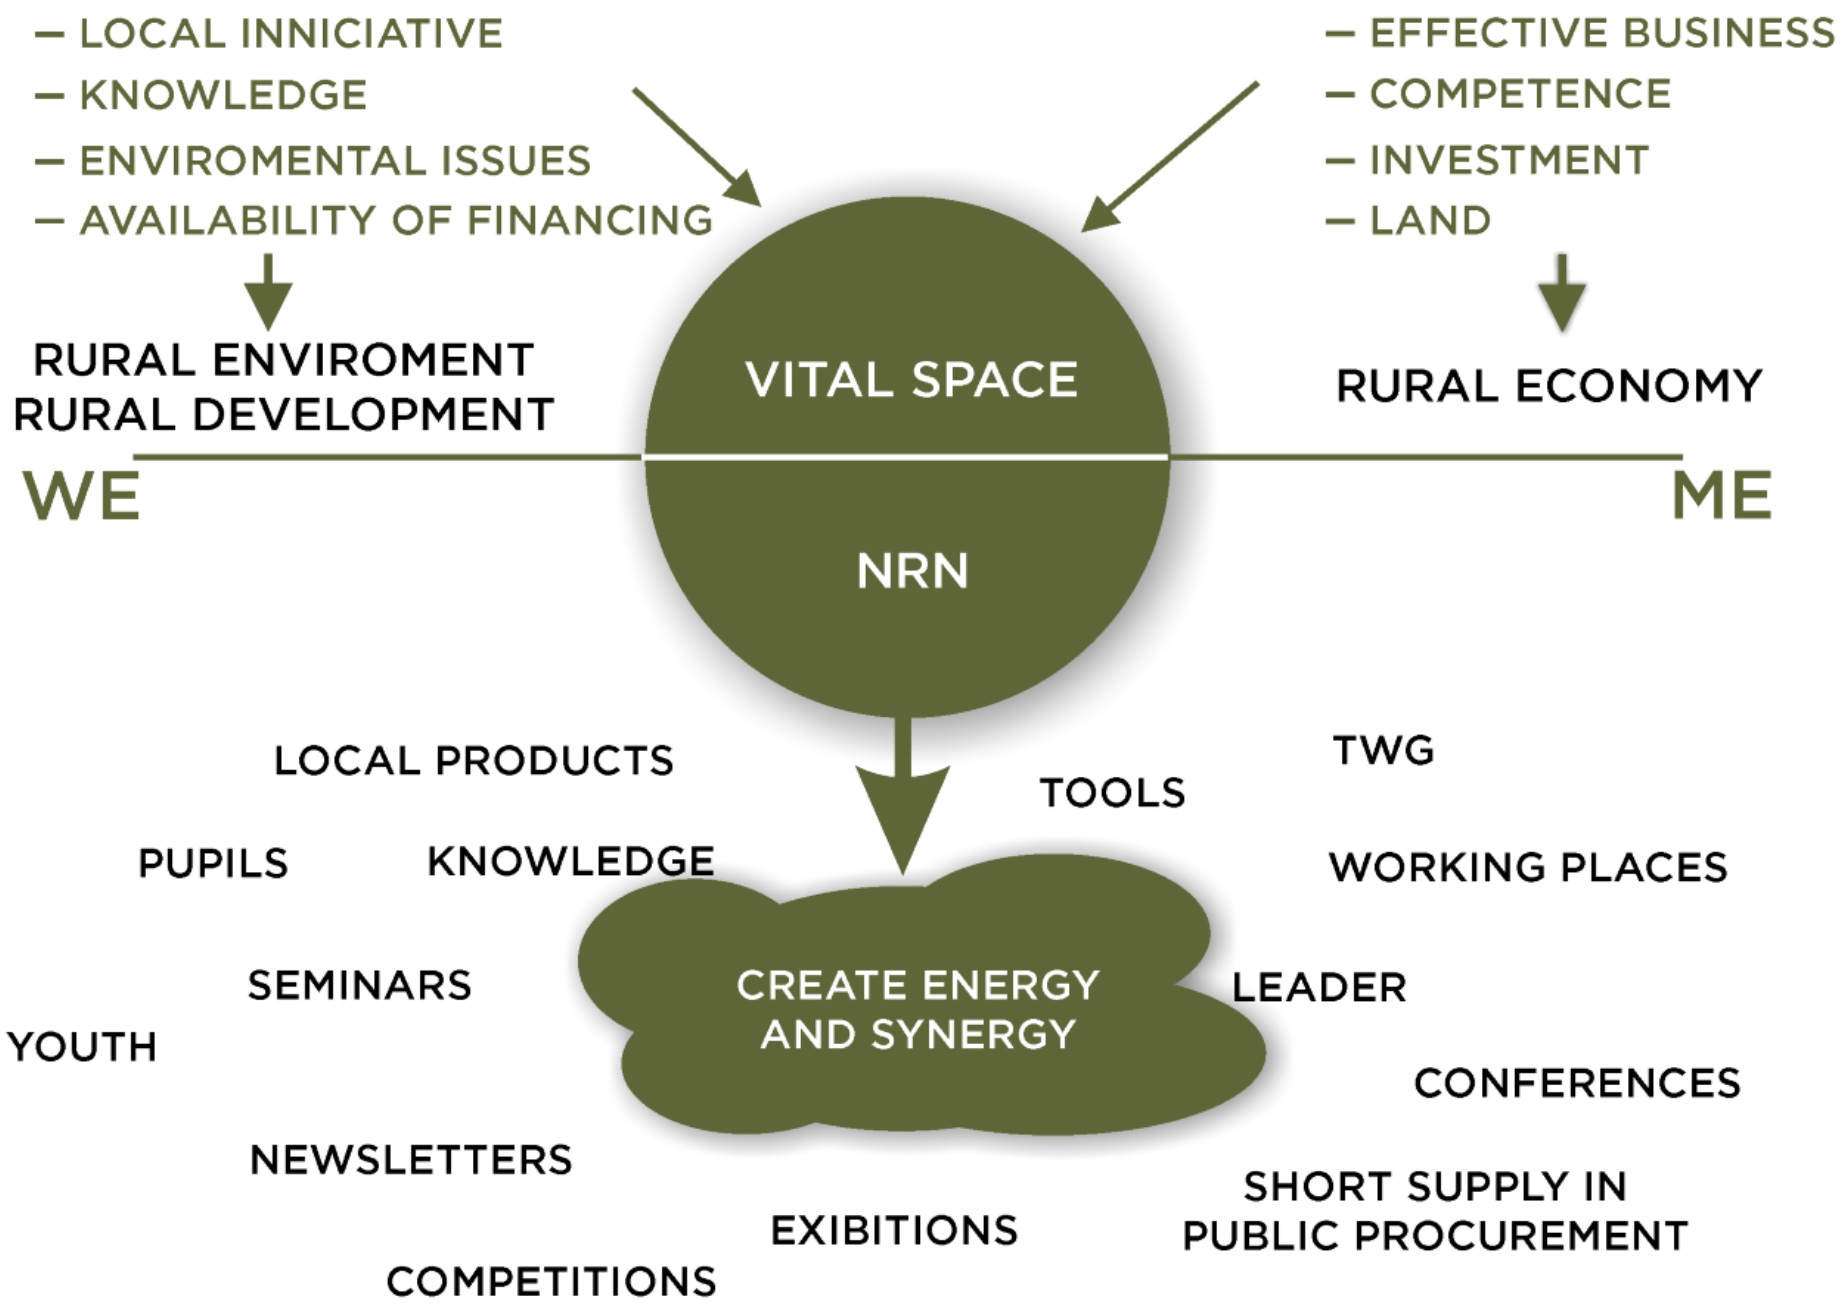 – LOCAL INNICIATIVE
– KNOWLEDGE
– ENVIROMENTAL ISSUES
– AVAILABILITY OF FINANCING
– EFFECTIVE BUSINESS
– COMPETENCE
– INVESTMENT
– LAND
RURAL ENVIROMENT
RURAL DEVELOPMENT
VITAL SPACE
RURAL ECONOMY
WE
ME
NRN
LOCAL PRODUCTS
TWG
TOOLS
PUPILS
KNOWLEDGE
WORKING PLACES
SEMINARS
CREATE ENERGY
AND SYNERGY
LEADER
YOUTH
CONFERENCES
NEWSLETTERS
SHORT SUPPLY IN
PUBLIC PROCUREMENT
EXIBITIONS
COMPETITIONS